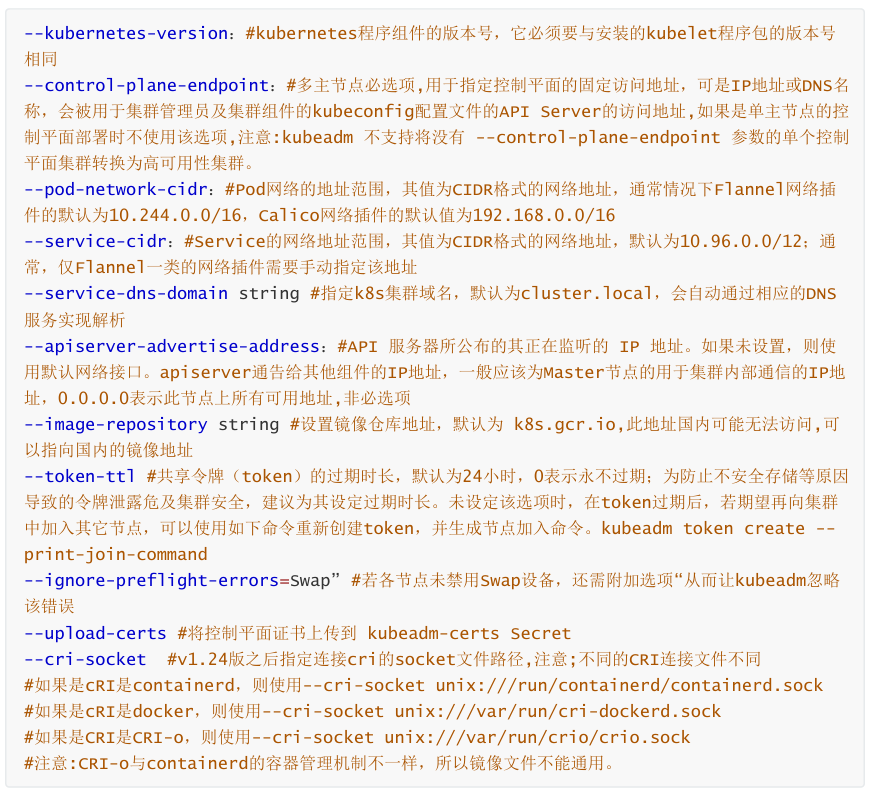 --kubernetes-version：#kubernetes程序组件的版本号，它必须要与安装的kubelet程序包的版本号
相同
--control-plane-endpoint：#多主节点必选项,用于指定控制平面的固定访问地址，可是IP地址或DNS名
称，会被用于集群管理员及集群组件的kubeconfig配置文件的API Server的访问地址,如果是单主节点的控
制平面部署时不使用该选项,注意:kubeadm 不支持将没有 --control-plane-endpoint 参数的单个控制
平面集群转换为高可用性集群。
--pod-network-cidr：#Pod网络的地址范围，其值为CIDR格式的网络地址，通常情况下Flannel网络插
件的默认为10.244.0.0/16，Calico网络插件的默认值为192.168.0.0/16
--service-cidr：#Service的网络地址范围，其值为CIDR格式的网络地址，默认为10.96.0.0/12；通
常，仅Flannel一类的网络插件需要手动指定该地址
--service-dns-domain string #指定k8s集群域名，默认为cluster.local，会自动通过相应的DNS
服务实现解析
--apiserver-advertise-address：#API 服务器所公布的其正在监听的 IP 地址。如果未设置，则使
用默认网络接口。apiserver通告给其他组件的IP地址，一般应该为Master节点的用于集群内部通信的IP地
址，0.0.0.0表示此节点上所有可用地址,非必选项
--image-repository string #设置镜像仓库地址，默认为 k8s.gcr.io,此地址国内可能无法访问,可
以指向国内的镜像地址
--token-ttl #共享令牌（token）的过期时长，默认为24小时，0表示永不过期；为防止不安全存储等原因
导致的令牌泄露危及集群安全，建议为其设定过期时长。未设定该选项时，在token过期后，若期望再向集群
中加入其它节点，可以使用如下命令重新创建token，并生成节点加入命令。kubeadm token create --
print-join-command
--ignore-preflight-errors=Swap” #若各节点未禁用Swap设备，还需附加选项“从而让kubeadm忽略
该错误
--upload-certs #将控制平面证书上传到 kubeadm-certs Secret
--cri-socket  #v1.24版之后指定连接cri的socket文件路径,注意;不同的CRI连接文件不同
#如果是cRI是containerd，则使用--cri-socket unix:///run/containerd/containerd.sock
#如果是cRI是docker，则使用--cri-socket unix:///var/run/cri-dockerd.sock
#如果是CRI是CRI-o，则使用--cri-socket unix:///var/run/crio/crio.sock
#注意:CRI-o与containerd的容器管理机制不一样，所以镜像文件不能通用。